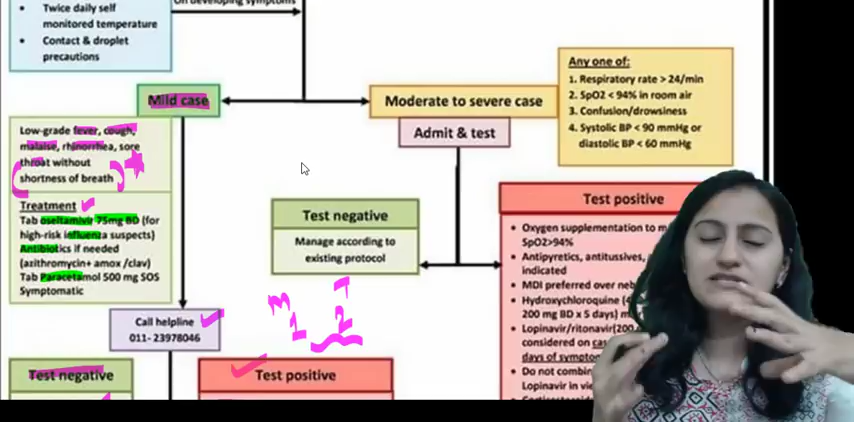 On developing symptoms
• Twice daily self
monitored temperature
• Contact & droplet
precautions
Mild case
Moderate to severe case
Any one of:
1. Respiratory rate > 24/min
2. SpO2 < 94% in room air
3. Confusion/drowsiness
4. Systolic BP < 90 mmHg or
diastolic BP < 60 mmHg
Admit & test
Low-grade fever, cough,
malaise, rhinorrhea, sore
throat without
shortness of breath
Treatment
Tab oseltamivir 75mg BD (for
high-risk influenza suspects)
Antibiotics if needed
(azithromycin+ amox /clav)
Tab Paracetamol 500 mg SOS
Symptomatic
Test negative
Manage according to
existing protocol
Test positive
• Oxygen supplementation to
SpO2>94%
• Antipyretics, antitussives,
indicated
• MDI preferred over
• Hydroxychloroquine
200 mg BD x 5 days)
• Lopinavir/ritonavir(200
considered on
days of
• Do not
Lopinavir in
Call helpline
011- 23978046
Test negative
Test positive